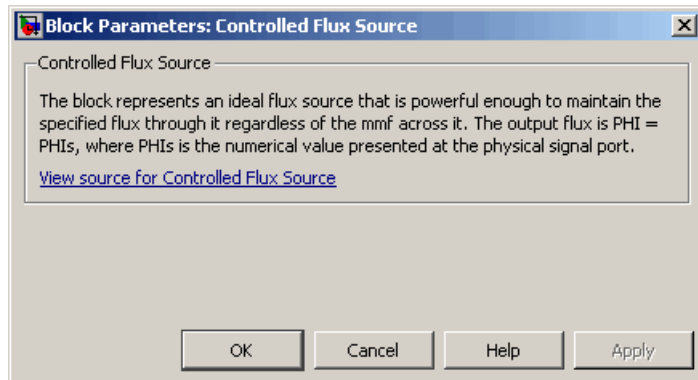 Block Parameters: Controlled Flux Source
Controlled Flux Source
The block represents an ideal flux source that is powerful enough to maintain the
specified flux through it regardless of the mmf across it. The output flux is PHI =
PHIs, where PHIs is the numerical value presented at the physical signal port.
View source for Controlled Flux Source
OK Cancel Help Apply